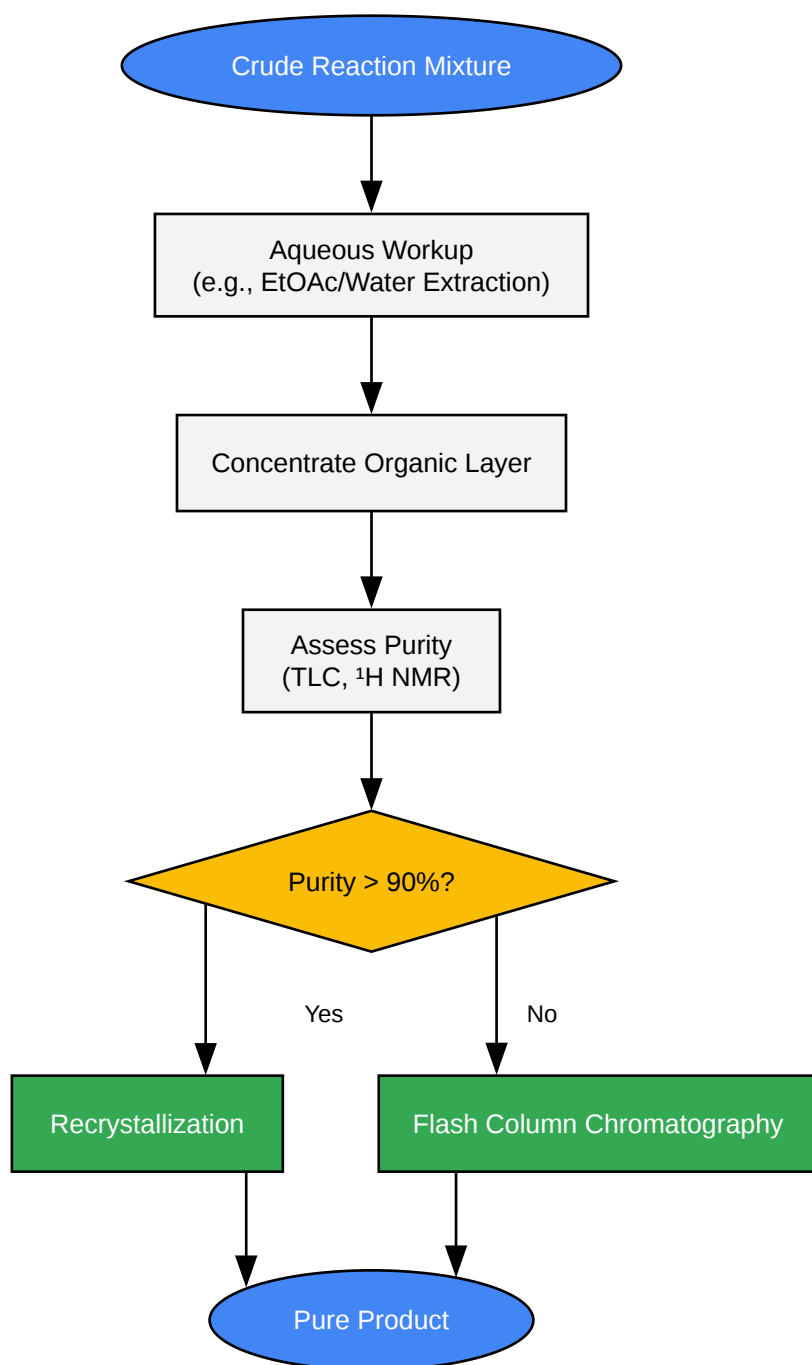 Crude Reaction Mixture
Aqueous Workup
(e.g., EtOAc/Water Extraction)
Concentrate Organic Layer
Assess Purity
(TLC, ¹H NMR)
Purity > 90%?
Yes
No
Recrystallization
Flash Column Chromatography
Pure Product